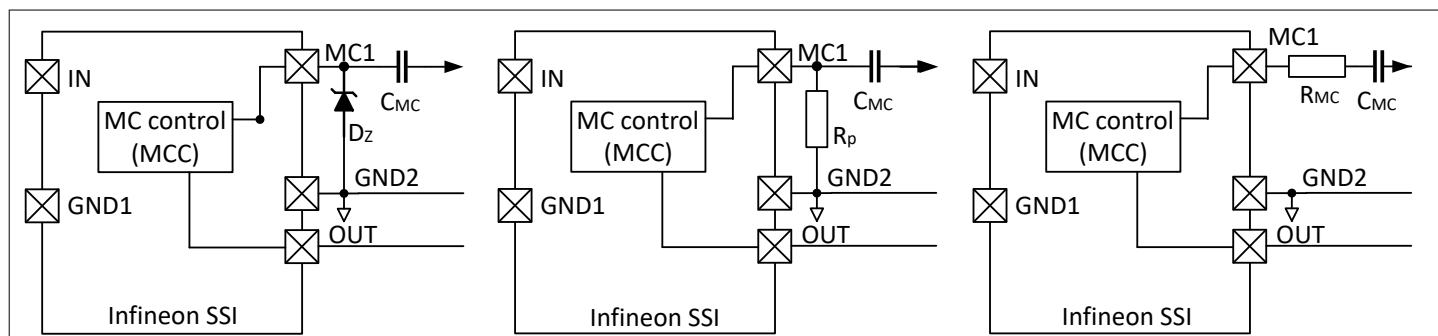 MC1
IN
CMC
MC control
(MCC)
DZ
GND2
GND1
OUT
Infineon SSI
MC1
IN
CMC
MC control
(MCC)
Rp
GND2
GND1
OUT
Infineon SSI
MC1
IN
RMC
CMC
MC control
(MCC)
GND2
GND1
OUT
Infineon SSI